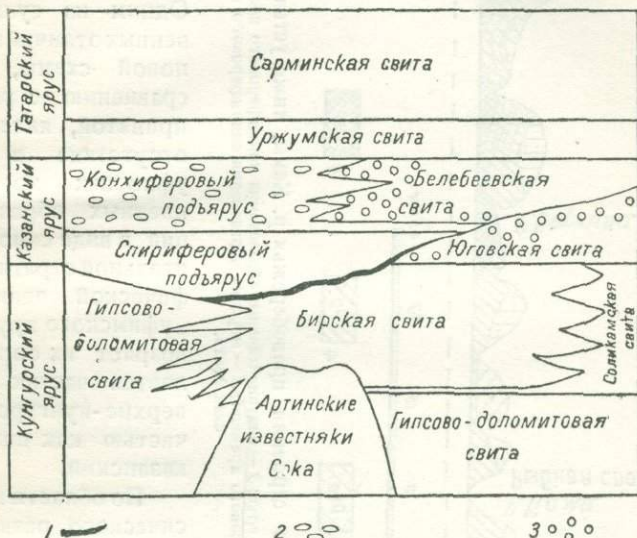 Татарский
ярус
Сарминская свита
Уржумская свита
Казанский
ярус
Конхиферовый
подъярус
Белебеевская
свита
Спириферовый
подъярус
Юговская свита
Кунгурский
ярус
Гипсово-
доломитовая
свита
Бирская свита
Соликамская
свита
Артинские
известняки
Гипсово-доломитовая
свита
1
2
3